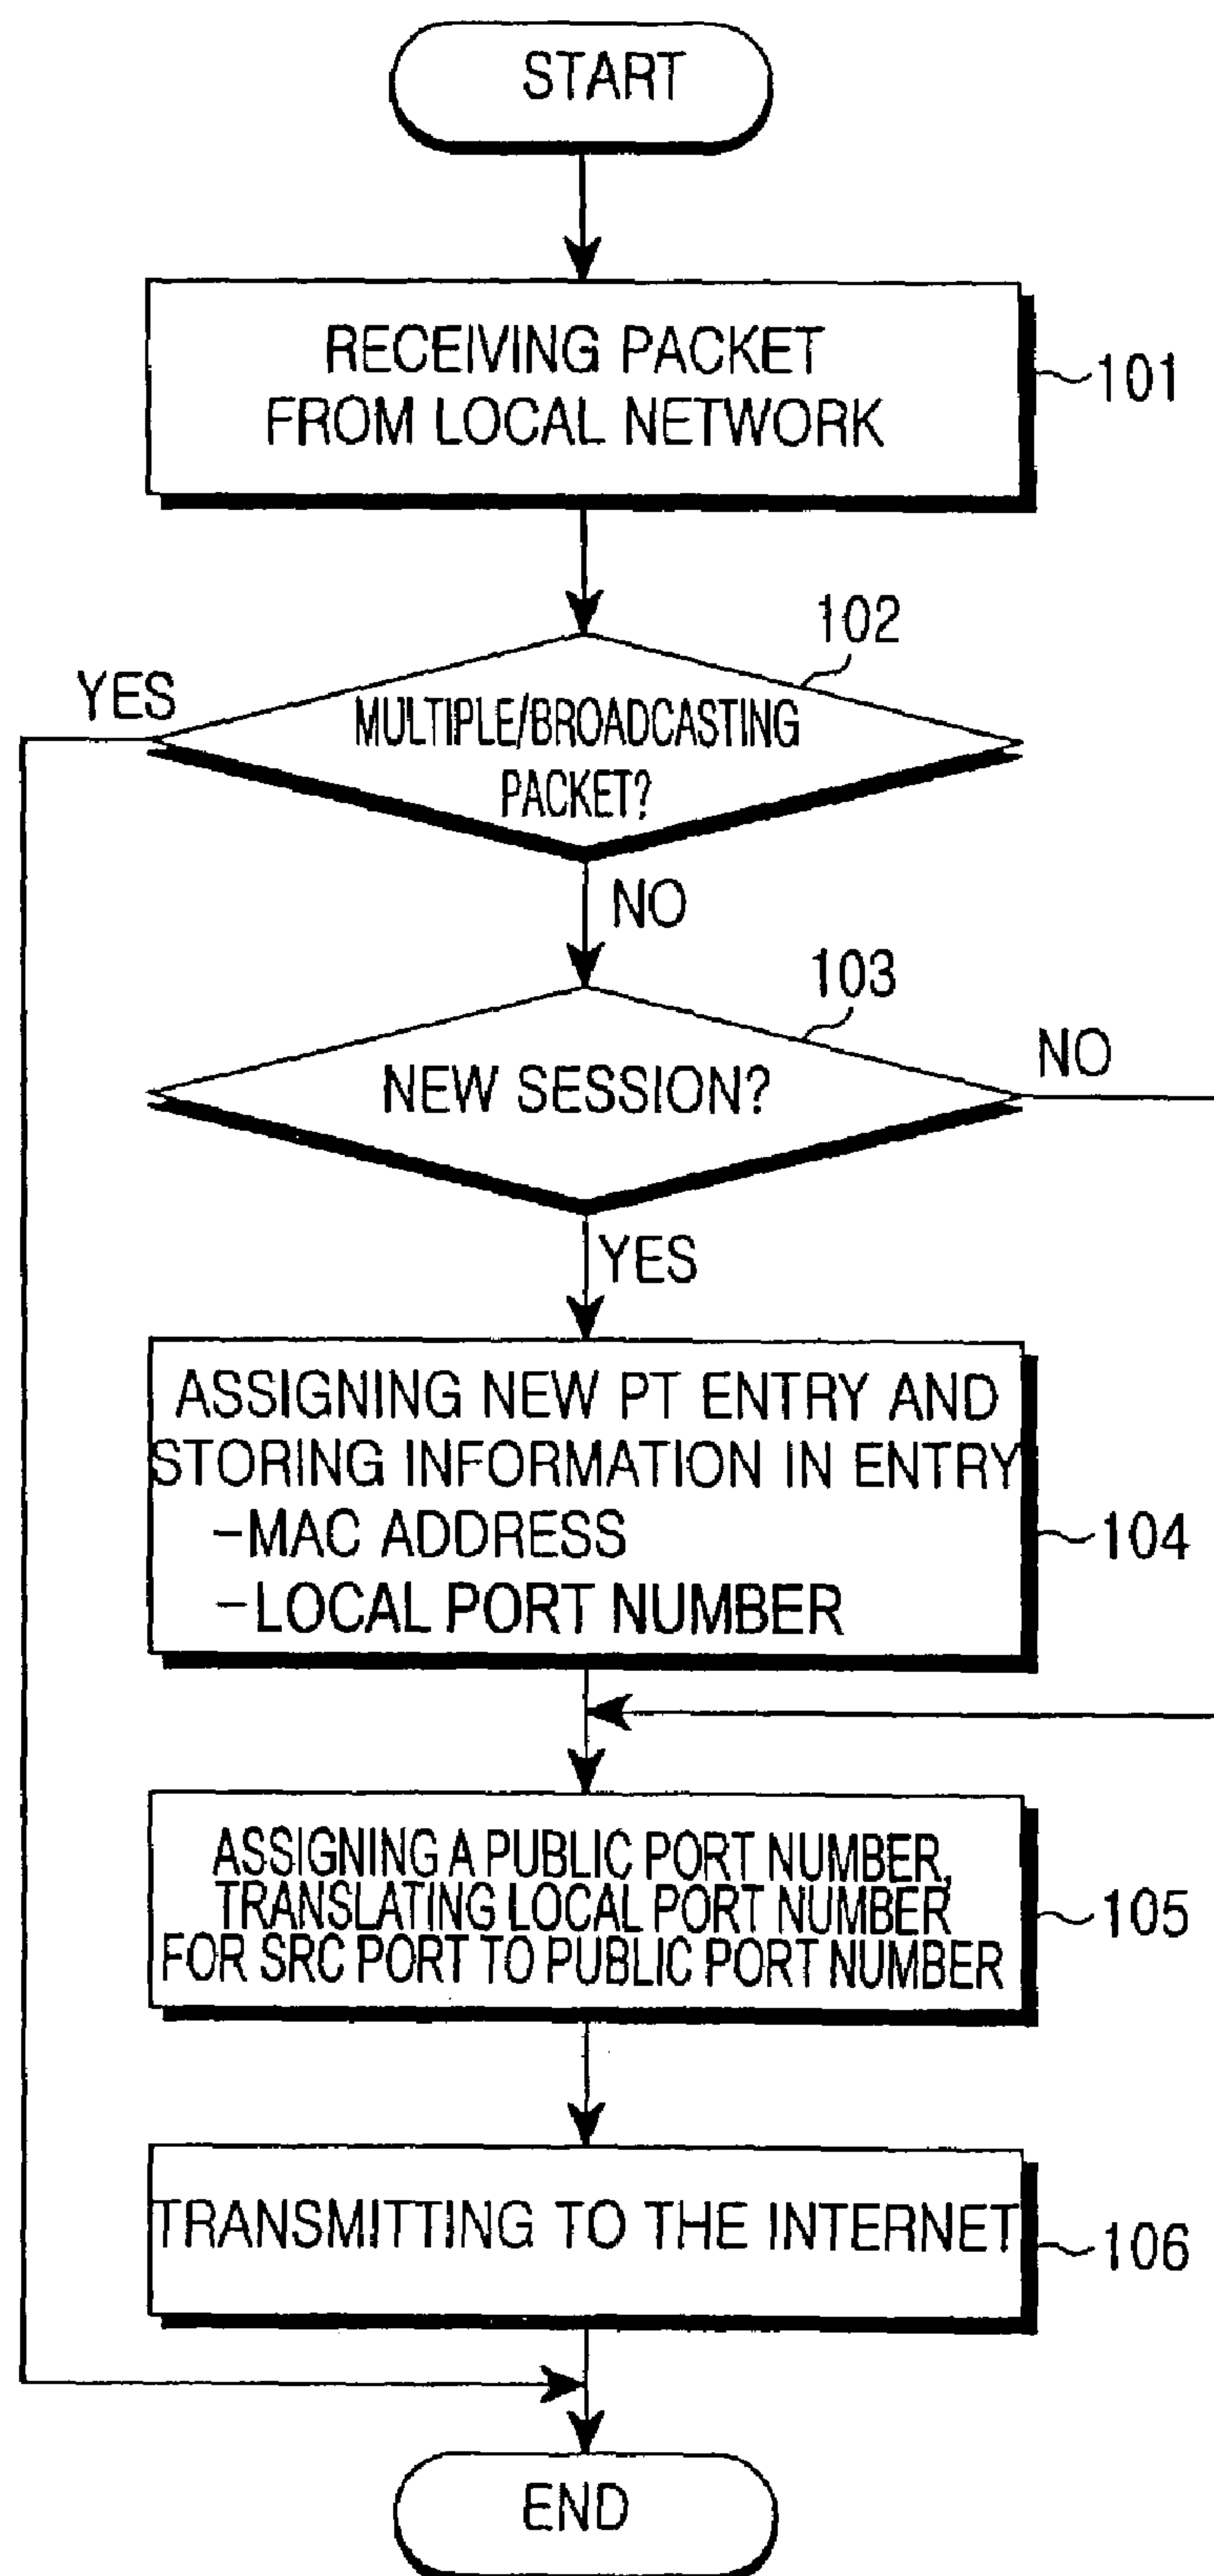 START
RECEIVING PACKET
FROM LOCAL NETWORK
101
102
YES
MULTIPLE/BROADCASTING
PACKET?
NO
103
NO
NEW SESSION?
YES
ASSIGNING NEW PT ENTRY AND
STORING INFORMATION IN ENTRY
-MAC ADDRESS
-LOCAL PORT NUMBER
104
ASSIGNING A PUBLIC PORT NUMBER,
TRANSLATING LOCAL PORT NUMBER
FOR SRC PORT TO PUBLIC PORT NUMBER
105
TRANSMITTING TO THE INTERNET
106
END